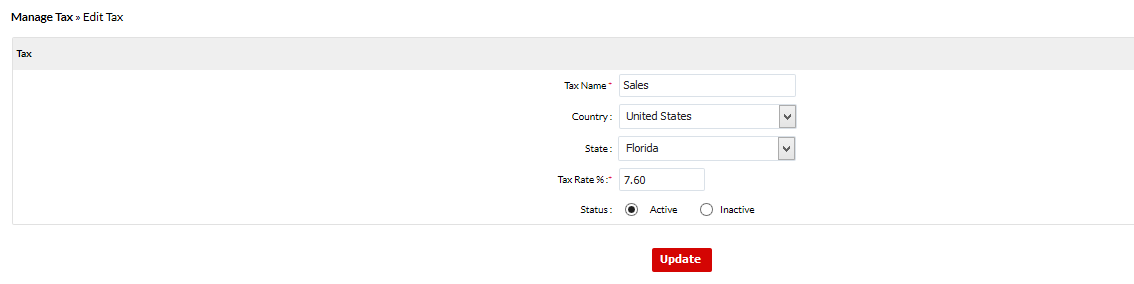 Manage Tax » Edit Tax
Tax
Tax Name * Sales
Country : United States
State : Florida
Tax Rate % :* 7.60
Status : Active Inactive
Update